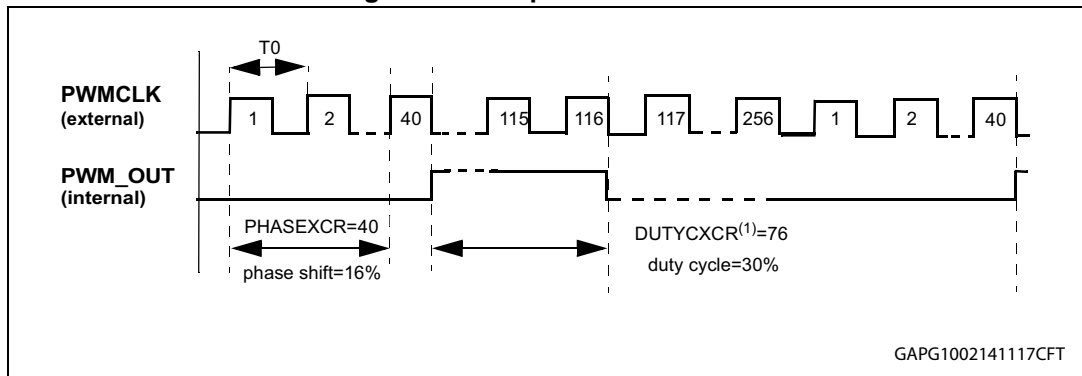 T0
PWMCLK
(external)
1 2 40 115 116 117 256 1 2 40
PWM_OUT
(internal)
PHASEXCR=40
phase shift=16%
DUTYCXCR(1)=76
duty cycle=30%
GAPG1002141117CFT